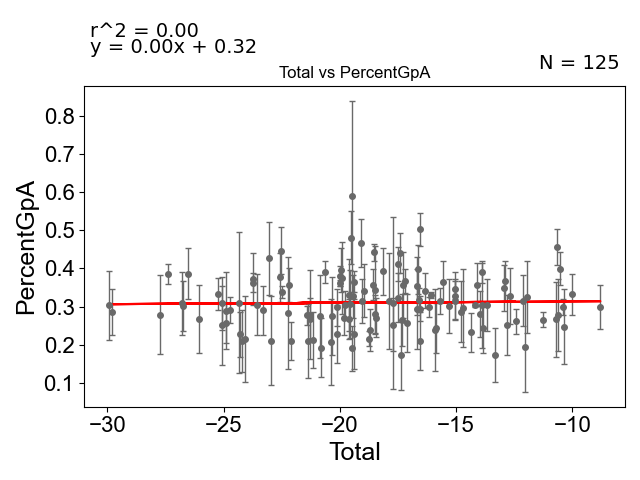 r^2 = 0.00
y = 0.00x + 0.32
N = 125
Total vs PercentGpA
PercentGpA
0.8
0.7
0.6
0.5
0.4
0.3
0.2
0.1
−30
−25
−20
−15
−10
Total